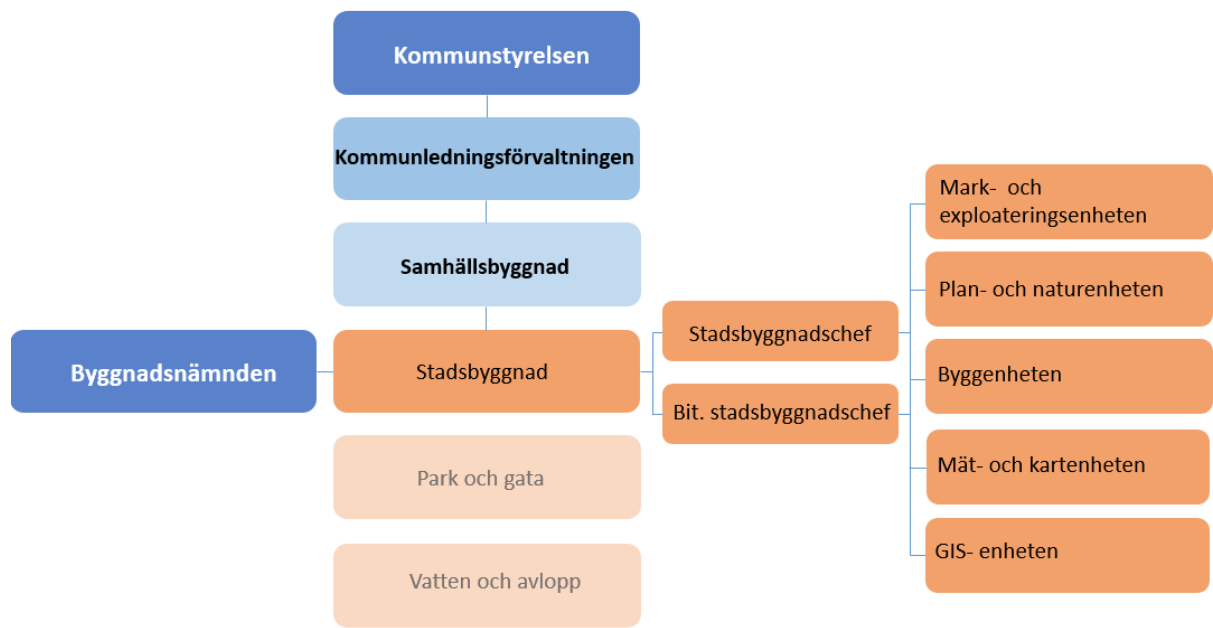 Kommunstyrelsen
Kommunledningsförvaltningen
Samhällsbyggnad
Byggnadsnämnden
Stadsbyggnad
Park och gata
Vatten och avlopp
Stadsbyggnadschef
Bit. stadsbyggnadschef
Mark- och
exploateringsenheten
Plan- och naturenheten
Byggenheten
Mät- och kartenheten
GIS- enheten